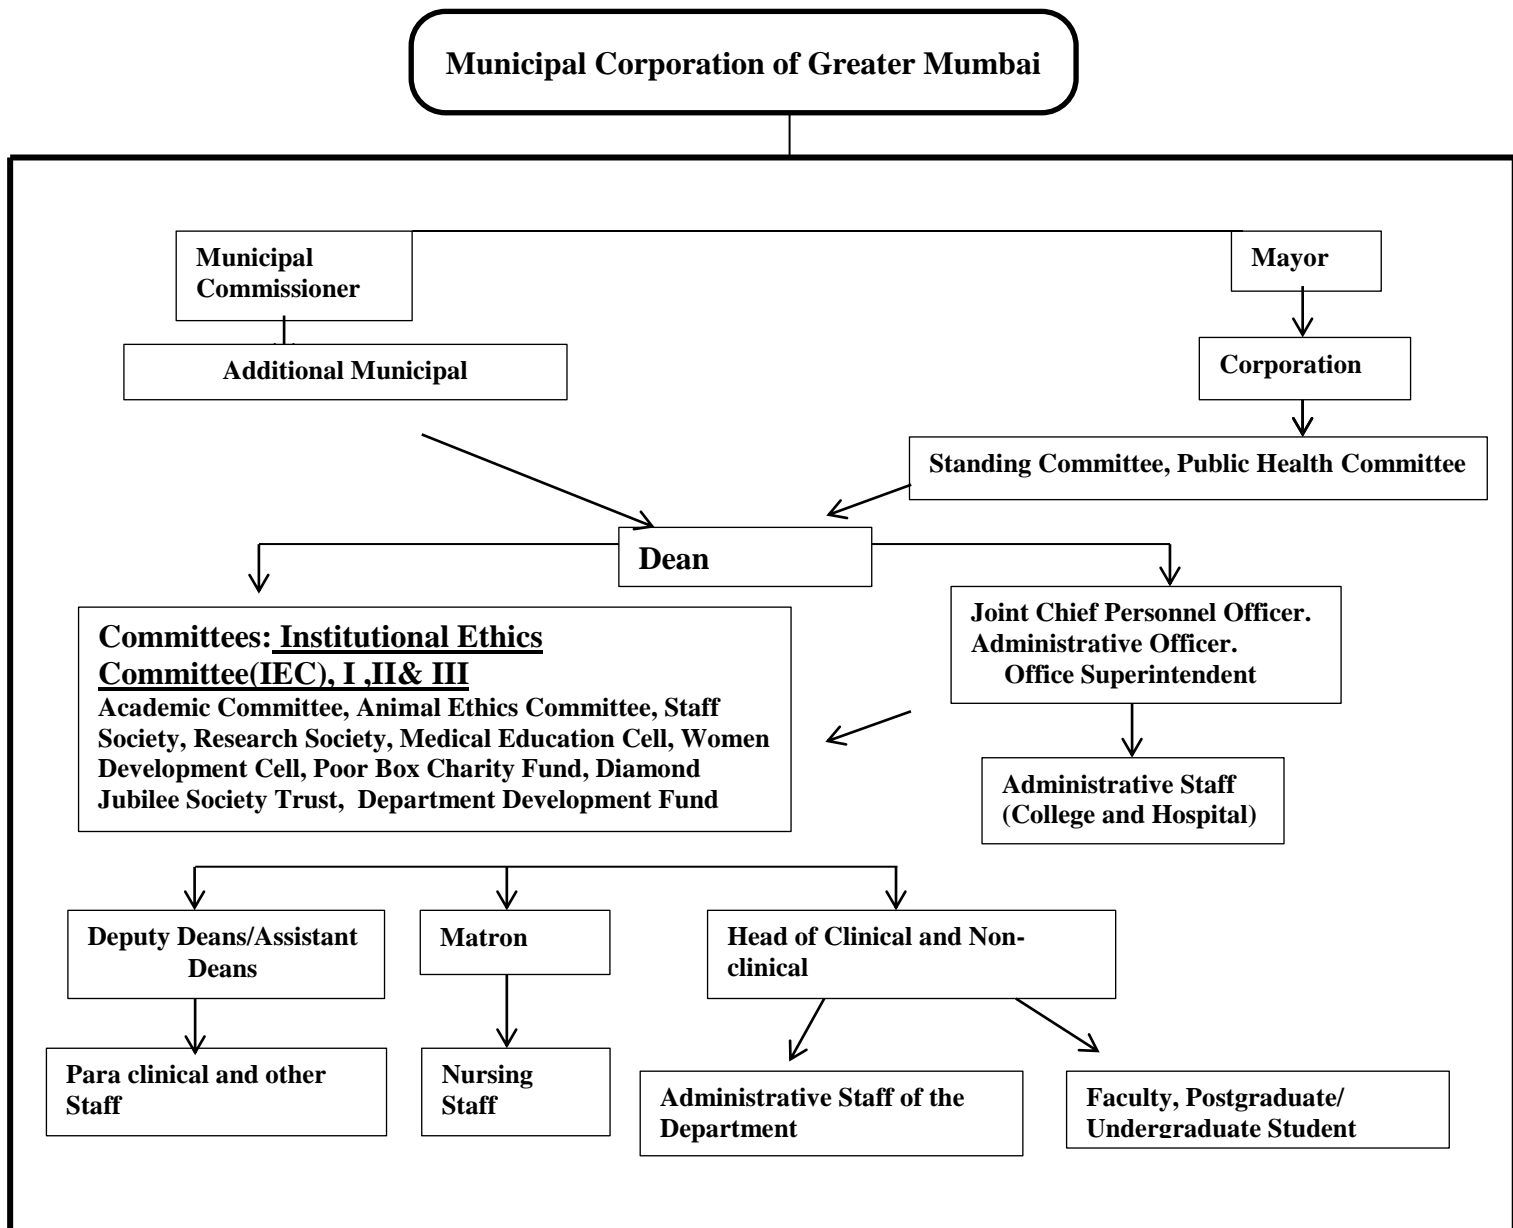 Municipal Corporation of Greater Mumbai
Municipal
Commissioner
Mayor
Additional Municipal
Corporation
Standing Committee, Public Health Committee
Dean
Committees: Institutional Ethics
Committee(IEC), I ,II& III
Academic Committee, Animal Ethics Committee, Staff
Society, Research Society, Medical Education Cell, Women
Development Cell, Poor Box Charity Fund, Diamond
Jubilee Society Trust, Department Development Fund
Joint Chief Personnel Officer.
Administrative Officer.
Office Superintendent
Administrative Staff
(College and Hospital)
Deputy Deans/Assistant
Deans
Matron
Head of Clinical and Non-
clinical
Para clinical and other
Staff
Nursing
Staff
Administrative Staff of the
Department
Faculty, Postgraduate/
Undergraduate Student